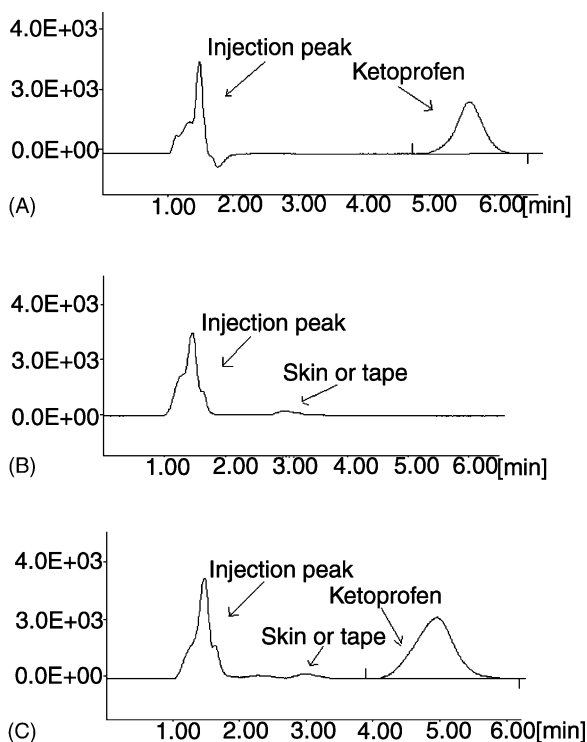 4.0E+03
Injection peak
Ketoprofen
3.0E+03
0.0E+00
(A)
1.00 2.00 3.00 4.00 5.00 6.00[min]
4.0E+03
Injection peak
3.0E+03
Skin or tape
0.0E+00
1.00 2.00 3.00 4.00 5.00 6.00[min]
(B)
4.0E+03
Injection peak
Ketoprofen
3.0E+03
Skin or tape
0.0E+00
(C)
1.00 2.00 3.00 4.00 5.00 6.00 [min]